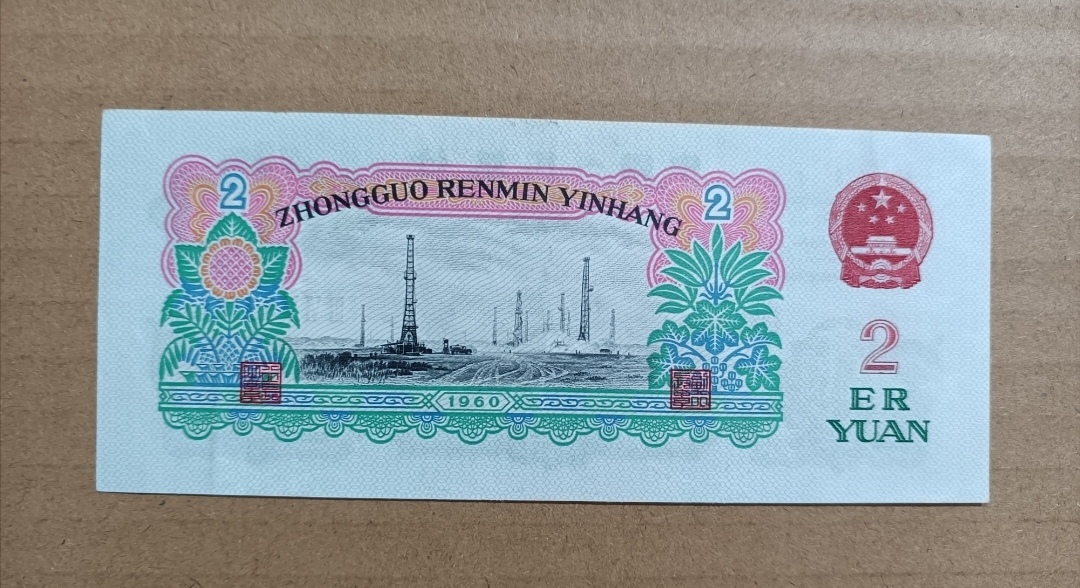 2
ZHONGGUO RENMIN YINHANG
2
1960
2
ER
YUAN